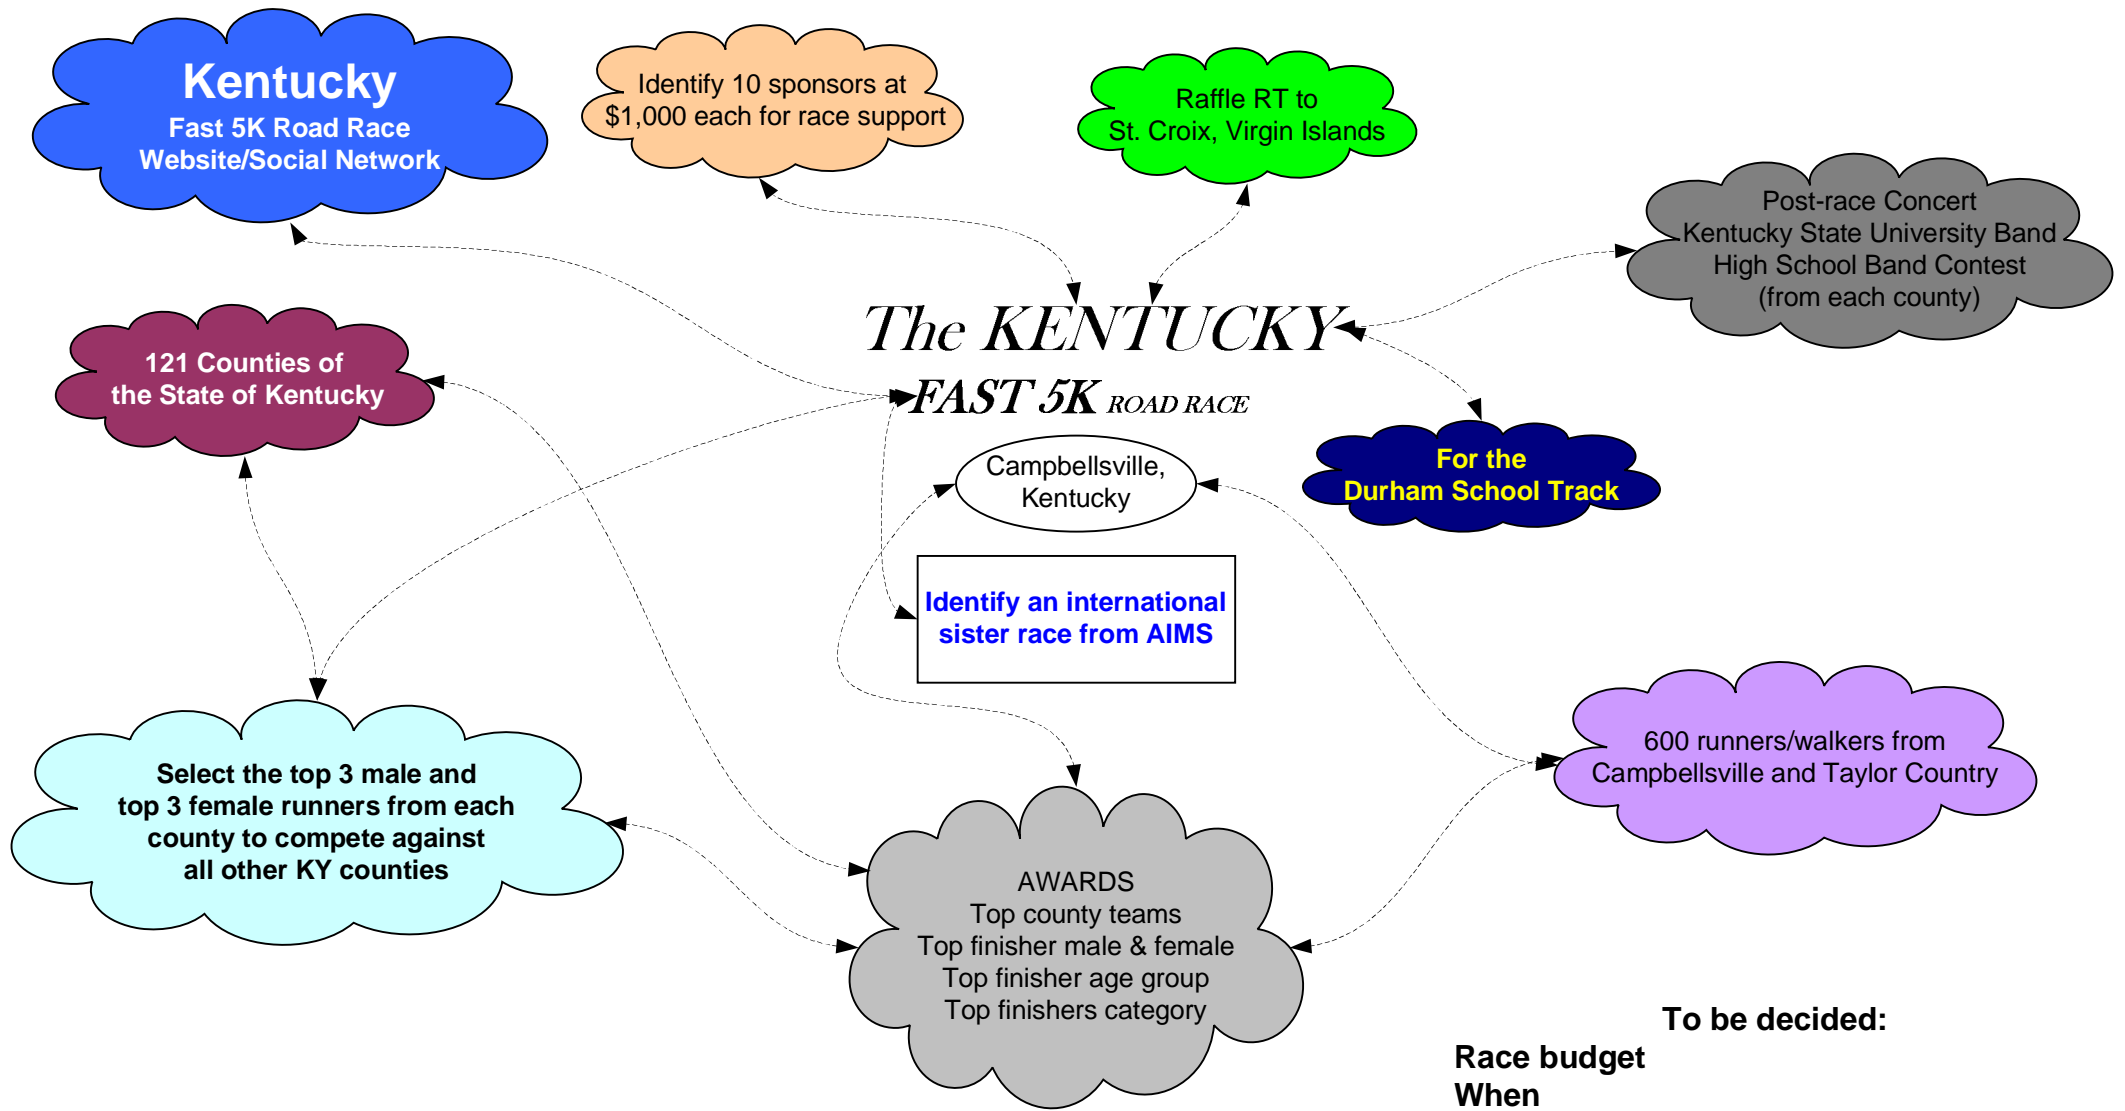 Kentucky
Fast 5K Road Race
Website/Social Network
Identify 10 sponsors at
$1,000 each for race support
Raffle RT to
St. Croix, Virgin Islands
Post-race Concert
Kentucky State University Band
High School Band Contest
(from each county)
121 Counties of
the State of Kentucky
The KENTUCKY
FAST 5K ROAD RACE
Campbellsville,
Kentucky
For the
Durham School Track
Identify an international
sister race from AIMS
Select the top 3 male and
top 3 female runners from each
county to compete against
all other KY counties
600 runners/walkers from
Campbellsville and Taylor Country
AWARDS
Top county teams
Top finisher male & female
Top finisher age group
Top finishers category
To be decided:
Race budget
When